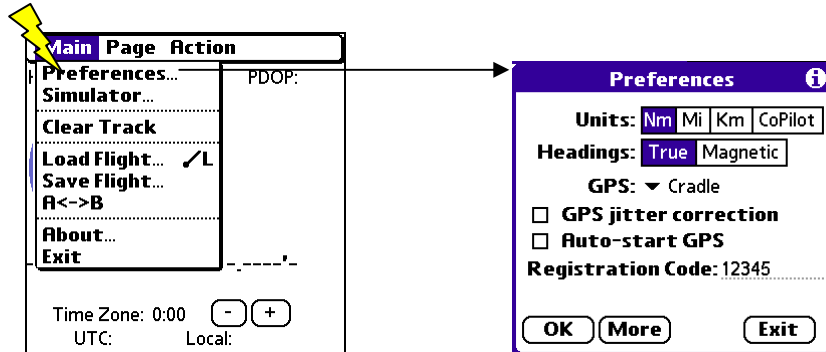 Main Page Action
Preferences...
PDOP:
Simulator...
Clear Track
Load Flight... L
Save Flight...
A<->B
About...
Exit
Time Zone: 0:00 - +
UTC: Local:
Preferences i
Units: Nm Mi Km CoPilot
Headings: True Magnetic
GPS: Cradle
GPS jitter correction
Auto-start GPS
Registration Code: 12345
OK More Exit